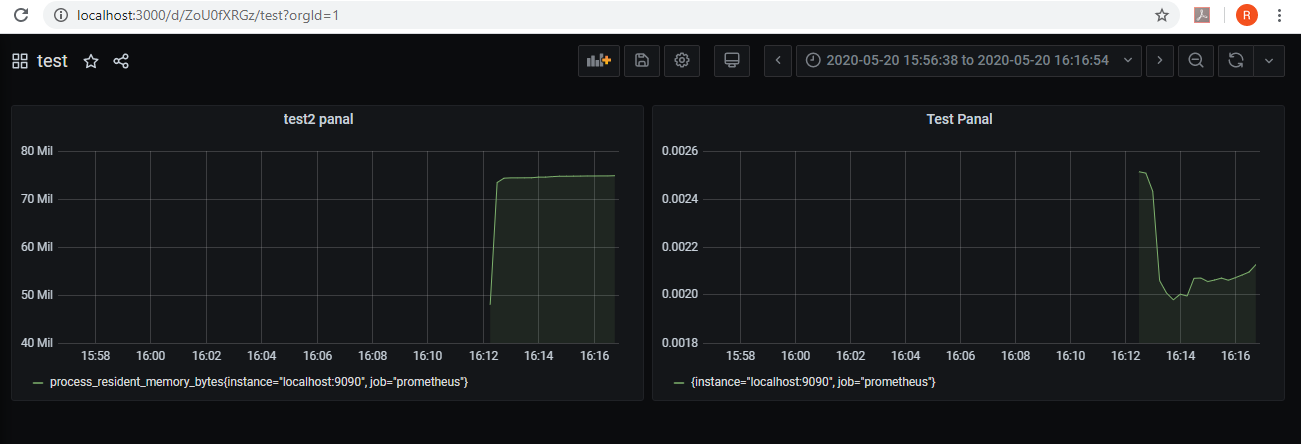 localhost:3000/d/ZoU0fXRGz/test?orgId=1
R
test
2020-05-20 15:56:38 to 2020-05-20 16:16:54
test2 panal
80 Mil
70 Mil
60 Mil
50 Mil
40 Mil
15:58 16:00 16:02 16:04 16:06 16:08 16:10 16:12 16:14 16:16
process_resident_memory_bytes{instance="localhost:9090", job="prometheus"}
Test Panal
0.0026
0.0024
0.0022
0.0020
0.0018
15:58 16:00 16:02 16:04 16:06 16:08 16:10 16:12 16:14 16:16
{instance="localhost:9090", job="prometheus"}